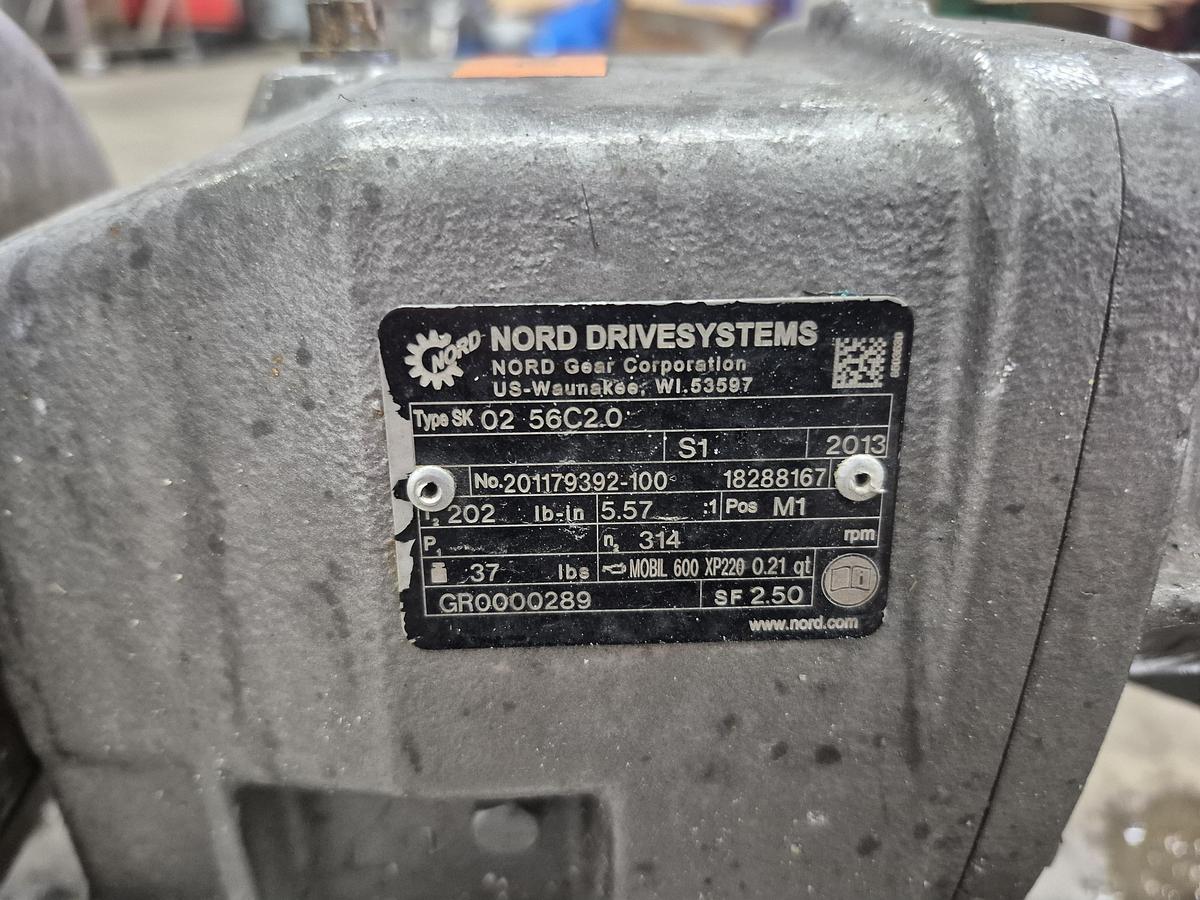 NORD
NORD DRIVESYSTEMS
NORD Gear Corporation
US-Waunakee, WI.53597
Type SK 02 56C2.0
S1 2013
No.201179392-100 18288167
T2 202 lb-in 5.57 :1 Pos M1
P1 n2 314 rpm
37 lbs MOBIL 600 XP220 0.21 qt
GR0000289 SF 2.50
www.nord.com